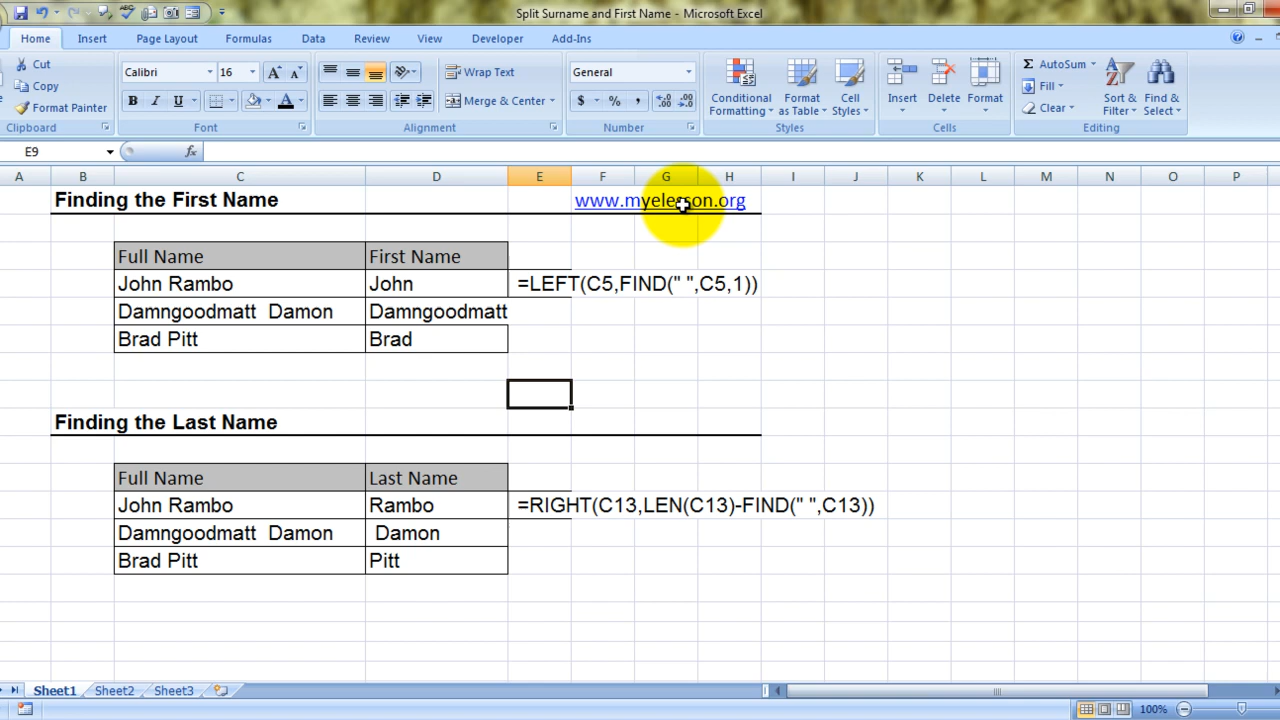 Split Surname and First Name - Microsoft Excel
Home Insert Page Layout Formulas Data Review View Developer Add-Ins
Cut
Copy
Format Painter
Clipboard
Calibri 16
B I U A
Font
Wrap Text
Merge & Center
Alignment
General
$ % ,
Number
Conditional Formatting
Format as Table
Cell Styles
Styles
Insert Delete Format
Cells
AutoSum
Fill
Clear
Sort & Filter
Find & Select
Editing
E9 fx
A B C D E F G H I J K L M N O P
Finding the First Name www.myelesson.org
Full Name First Name
John Rambo John =LEFT(C5,FIND(" ",C5,1))
Damngoodmatt  Damon Damngoodmatt
Brad Pitt Brad
Finding the Last Name
Full Name Last Name
John Rambo Rambo =RIGHT(C13,LEN(C13)-FIND(" ",C13))
Damngoodmatt  Damon Damon
Brad Pitt Pitt
Sheet1 Sheet2 Sheet3
100%